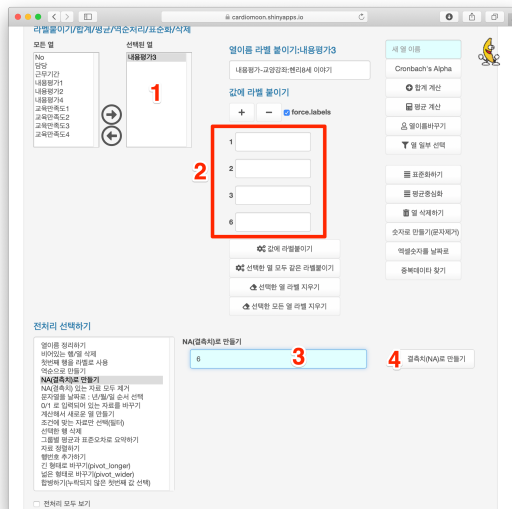 cardiomoon.shinyapps.io
라벨붙이기/합계/평균/역순처리/표준화/삭제
모든 열
선택된 열
No
담당
근무기간
내용평가1
내용평가2
내용평가4
교육만족도1
교육만족도2
교육만족도3
교육만족도4
내용평가3
1
열이름 라벨 붙이기:내용평가3
내용평가-교양강좌:헨리8세 이야기
값에 라벨 붙이기
+
−
force.labels
2
1
2
3
6
값에 라벨붙이기
선택한 열 모두 같은 라벨붙이기
선택한 열 라벨 지우기
선택한 모든 열 라벨 지우기
새 열 이름
Cronbach's Alpha
합계 계산
평균 계산
열이름바꾸기
열 일부 선택
표준화하기
평균중심화
열 삭제하기
숫자로 만들기(문자제거)
엑셀숫자를 날짜로
중복데이타 찾기
전처리 선택하기
열이름 정리하기
비어있는 행/열 삭제
첫번째 행을 라벨로 사용
역순으로 만들기
NA(결측치)로 만들기
NA(결측치) 있는 자료 모두 제거
문자열을 날짜로 : 년/월/일 순서 선택
0/1 로 입력되어 있는 자료를 바꾸기
계산해서 새로운 열 만들기
조건에 맞는 자료만 선택(필터)
선택한 행 삭제
그룹별 평균과 표준오차로 요약하기
자료 정렬하기
행번호 추가하기
긴 형태로 바꾸기(pivot_longer)
넓은 형태로 바꾸기(pivot_wider)
합병하기(누락되지 않은 첫번째 값 선택)
NA(결측치)로 만들기
6
3
4
결측치(NA)로 만들기
전처리 모두 보기